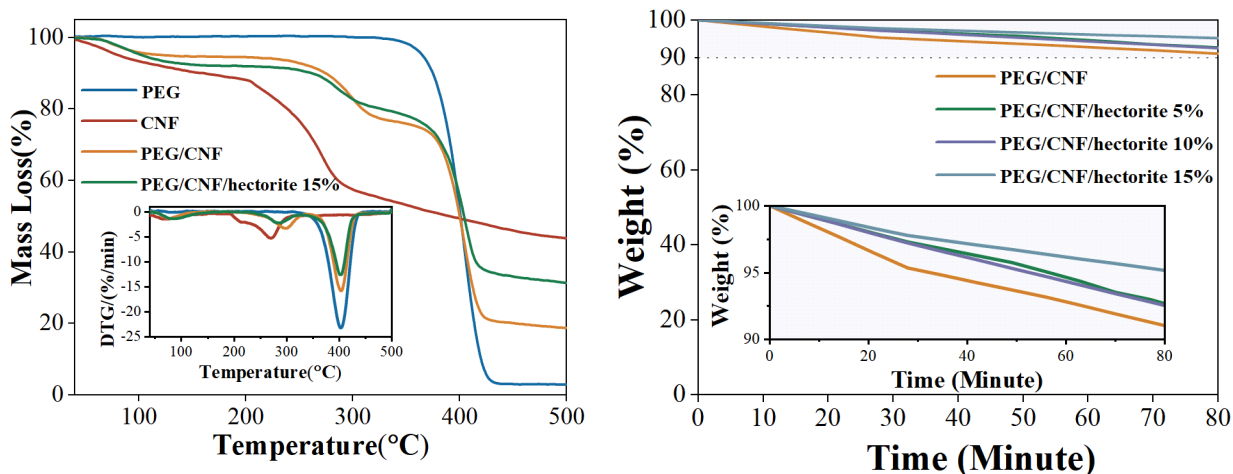 100
80
60
40
20
0
Mass Loss(%)
PEG
CNF
PEG/CNF
PEG/CNF/hectorite 15%
0
-5
-10
-15
-20
-25
DTG/(%/min)
100 200 300 400 500
Temperature(°C)
100 200 300 400 500
Temperature(°C)
100
90
80
60
40
20
0
Weight (%)
PEG/CNF
PEG/CNF/hectorite 5%
PEG/CNF/hectorite 10%
PEG/CNF/hectorite 15%
100
95
90
Weight (%)
0 20 40 60 80
Time (Minute)
0 10 20 30 40 50 60 70 80
Time (Minute)